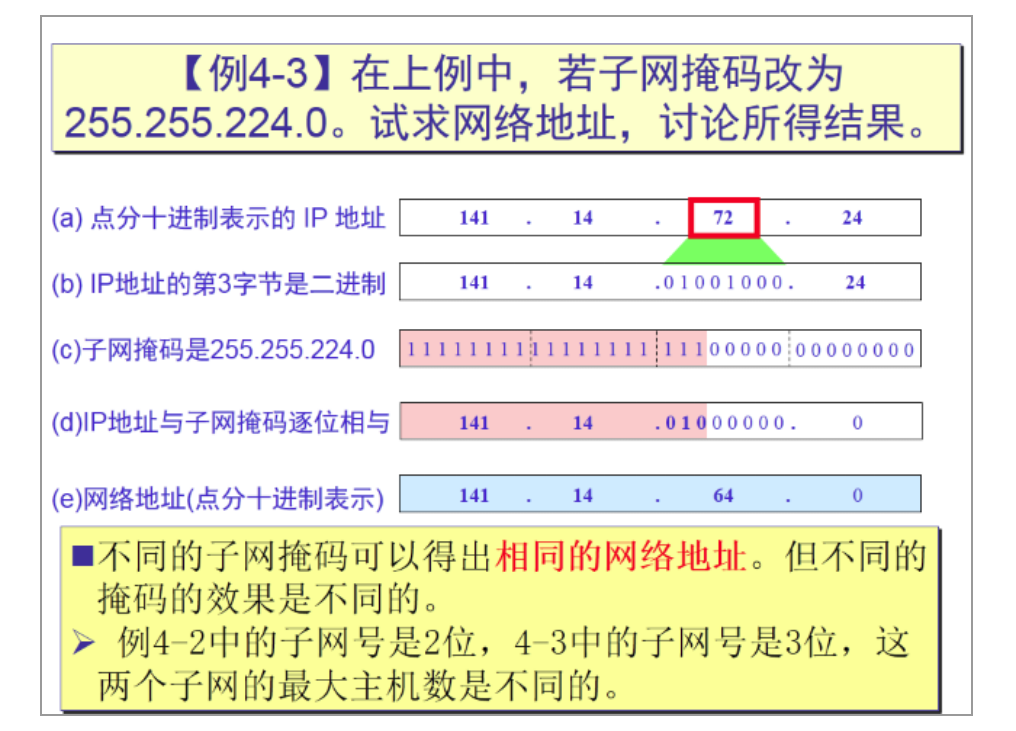 【例4-3】在上例中，若子网掩码改为
255.255.224.0。试求网络地址，讨论所得结果。
(a) 点分十进制表示的 IP 地址 141 . 14 . 72 . 24
(b) IP地址的第3字节是二进制 141 . 14 .01001000. 24
(c)子网掩码是255.255.224.0 11111111 11111111 11100000 00000000
(d)IP地址与子网掩码逐位相与 141 . 14 .01000000. 0
(e)网络地址(点分十进制表示) 141 . 14 . 64 . 0
■不同的子网掩码可以得出相同的网络地址。但不同的
掩码的效果是不同的。
➢ 例4-2中的子网号是2位，4-3中的子网号是3位，这
两个子网的最大主机数是不同的。